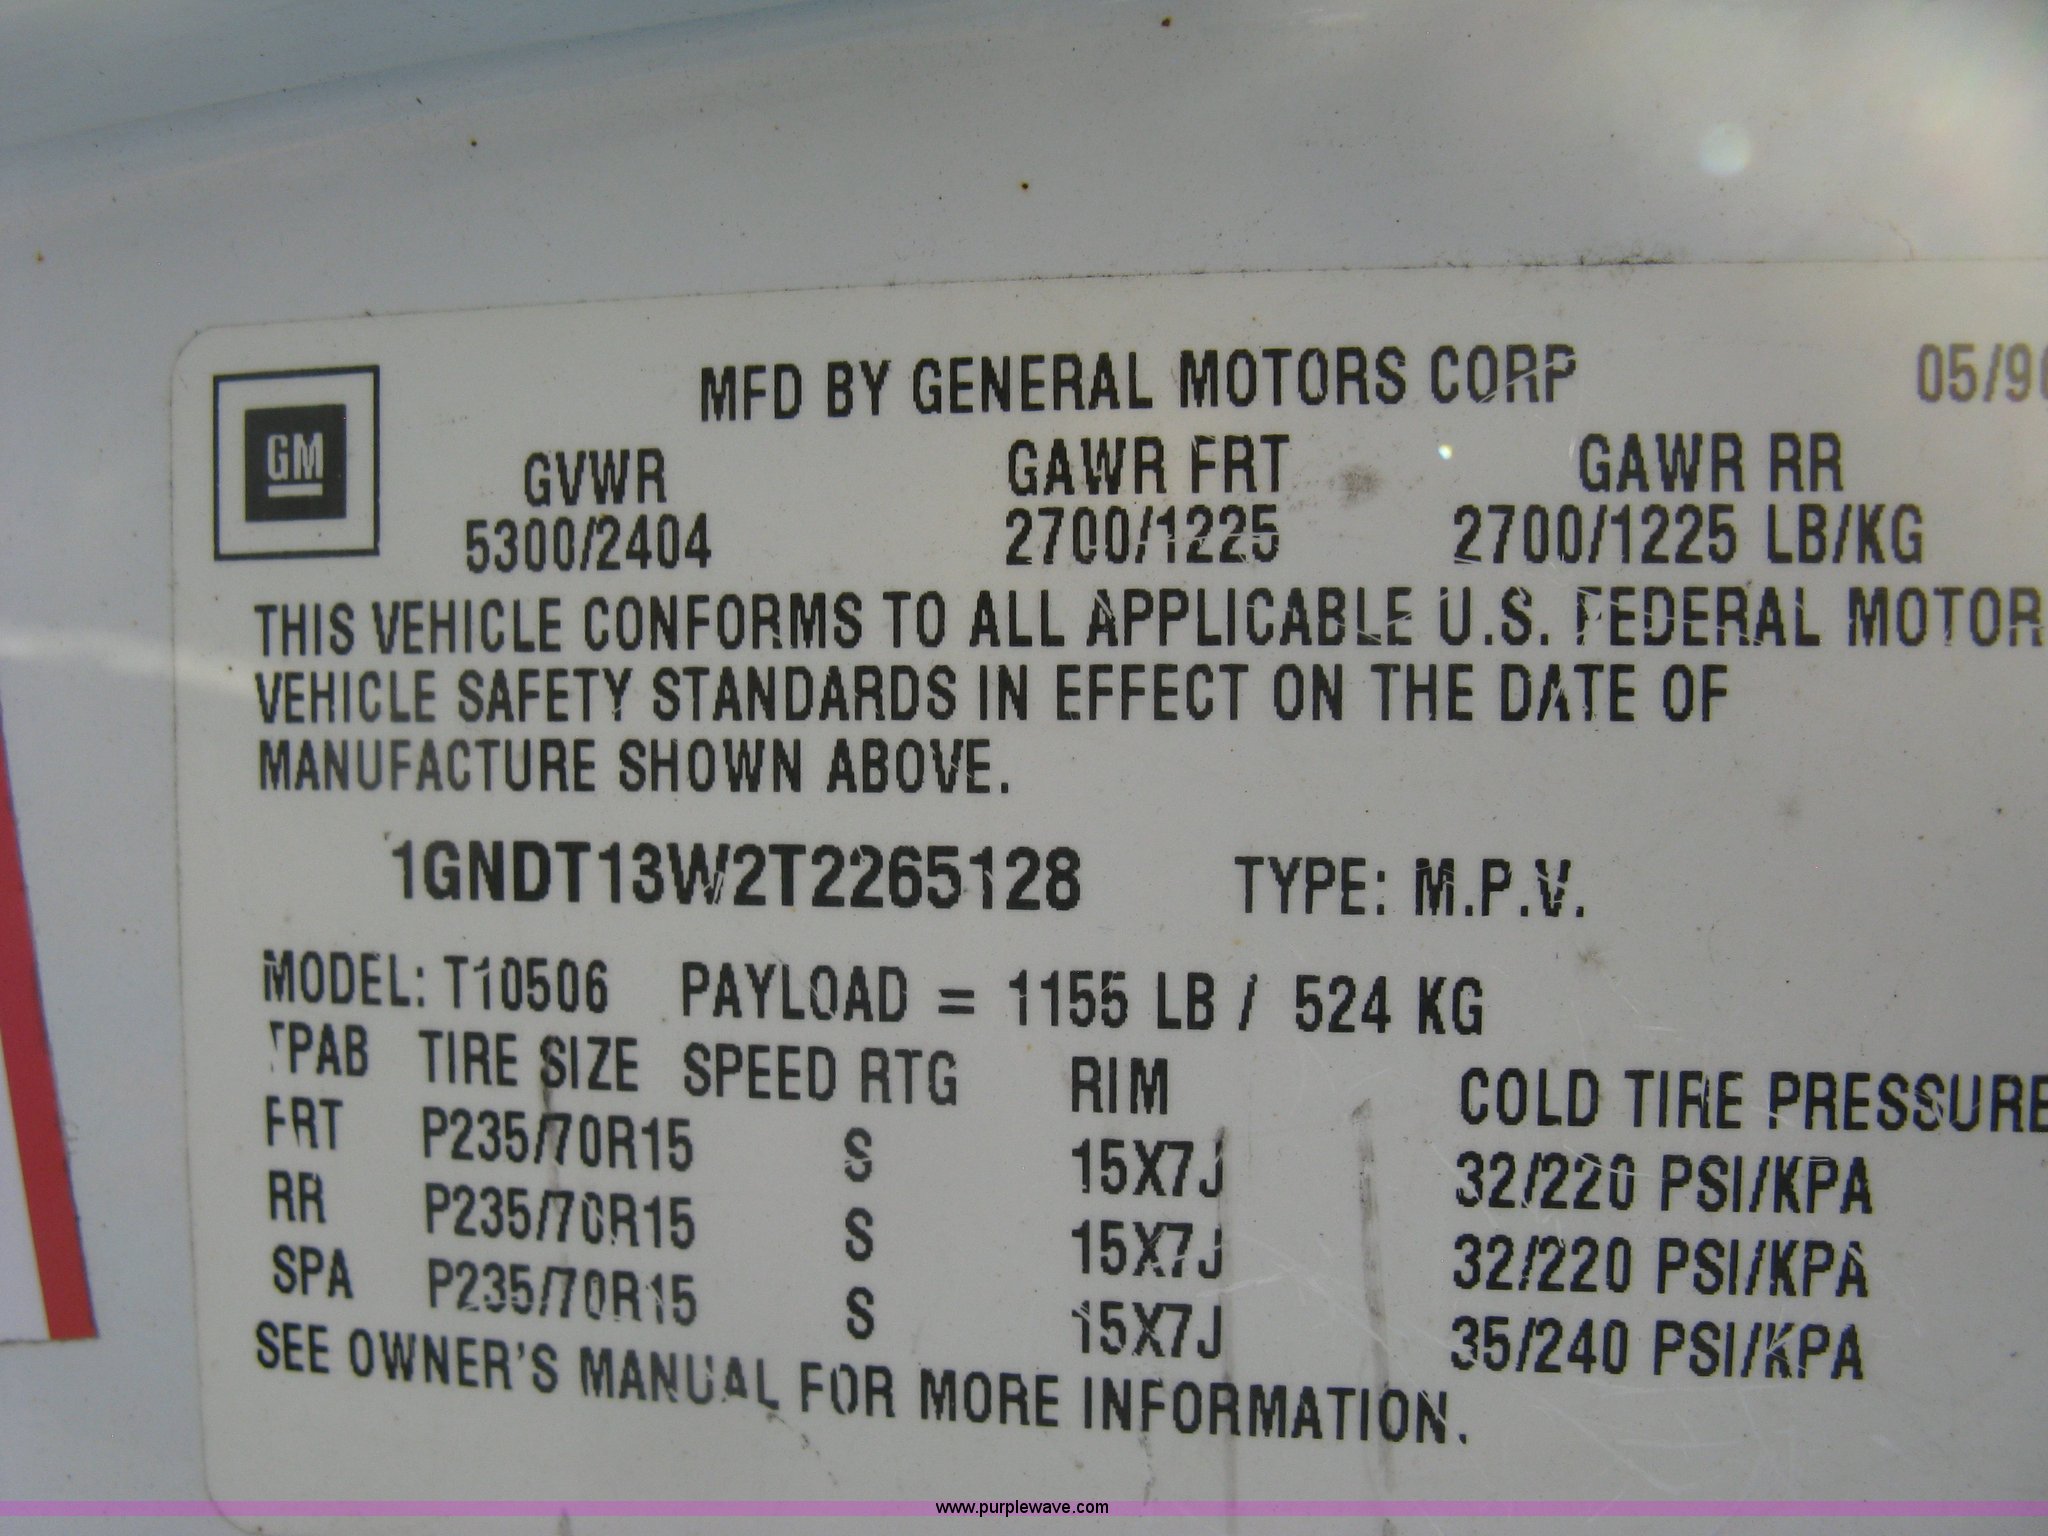 MFD BY GENERAL MOTORS CORP 05/96
GM
GVWR GAWR FRT GAWR RR
5300/2404 2700/1225 2700/1225 LB/KG
THIS VEHICLE CONFORMS TO ALL APPLICABLE U.S. FEDERAL MOTOR
VEHICLE SAFETY STANDARDS IN EFFECT ON THE DATE OF
MANUFACTURE SHOWN ABOVE.
1GNDT13W2T2265128 TYPE: M.P.V.
MODEL: T10506 PAYLOAD = 1155 LB / 524 KG
TPAB TIRE SIZE SPEED RTG RIM COLD TIRE PRESSURE
FRT P235/70R15 S 15X7J 32/220 PSI/KPA
RR P235/70R15 S 15X7J 32/220 PSI/KPA
SPA P235/70R15 S 15X7J 35/240 PSI/KPA
SEE OWNER'S MANUAL FOR MORE INFORMATION.
www.purplewave.com